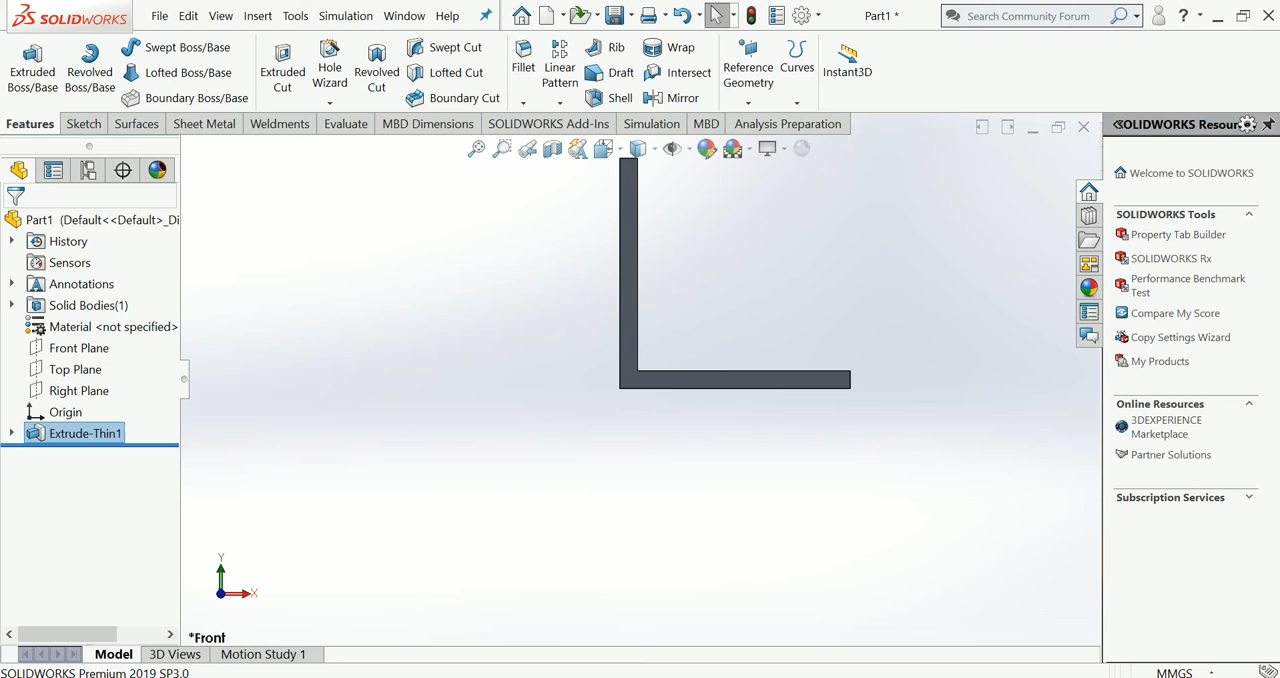 SOLIDWORKS File Edit View Insert Tools Simulation Window Help Part1 * Search Community Forum ?
Extruded Boss/Base
Revolved Boss/Base
Swept Boss/Base
Lofted Boss/Base
Boundary Boss/Base
Extruded Cut
Hole Wizard
Revolved Cut
Swept Cut
Lofted Cut
Boundary Cut
Fillet
Linear Pattern
Rib
Draft
Shell
Wrap
Intersect
Mirror
Reference Geometry
Curves
Instant3D
Features Sketch Surfaces Sheet Metal Weldments Evaluate MBD Dimensions SOLIDWORKS Add-Ins Simulation MBD Analysis Preparation
Part1 (Default<<Default>_Di
History
Sensors
Annotations
Solid Bodies(1)
Material <not specified>
Front Plane
Top Plane
Right Plane
Origin
Extrude-Thin1
Y
X
*Front
SOLIDWORKS Resour
Welcome to SOLIDWORKS
SOLIDWORKS Tools
Property Tab Builder
SOLIDWORKS Rx
Performance Benchmark
Test
Compare My Score
Copy Settings Wizard
My Products
Online Resources
3DEXPERIENCE
Marketplace
Partner Solutions
Subscription Services
Model 3D Views Motion Study 1
SOLIDWORKS Premium 2019 SP3.0 MMGS